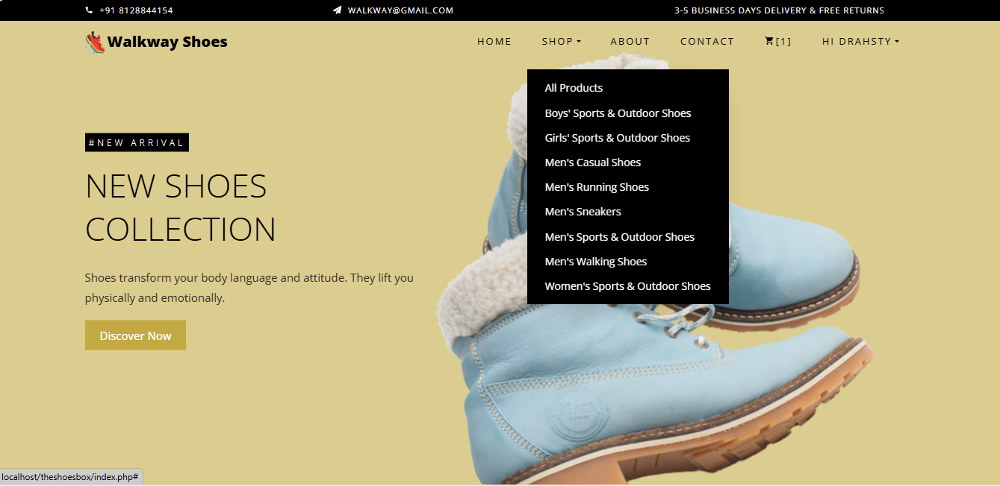 +91 8128844154
WALKWAY@GMAIL.COM
3-5 BUSINESS DAYS DELIVERY & FREE RETURNS
Walkway Shoes
HOME
SHOP
ABOUT
CONTACT
[1]
HI DRAHSTY
All Products
Boys' Sports & Outdoor Shoes
Girls' Sports & Outdoor Shoes
Men's Casual Shoes
Men's Running Shoes
Men's Sneakers
Men's Sports & Outdoor Shoes
Men's Walking Shoes
Women's Sports & Outdoor Shoes
#NEW ARRIVAL
NEW SHOES
COLLECTION
Shoes transform your body language and attitude. They lift you
physically and emotionally.
Discover Now
MACA
localhost/theshoesbox/index.php#